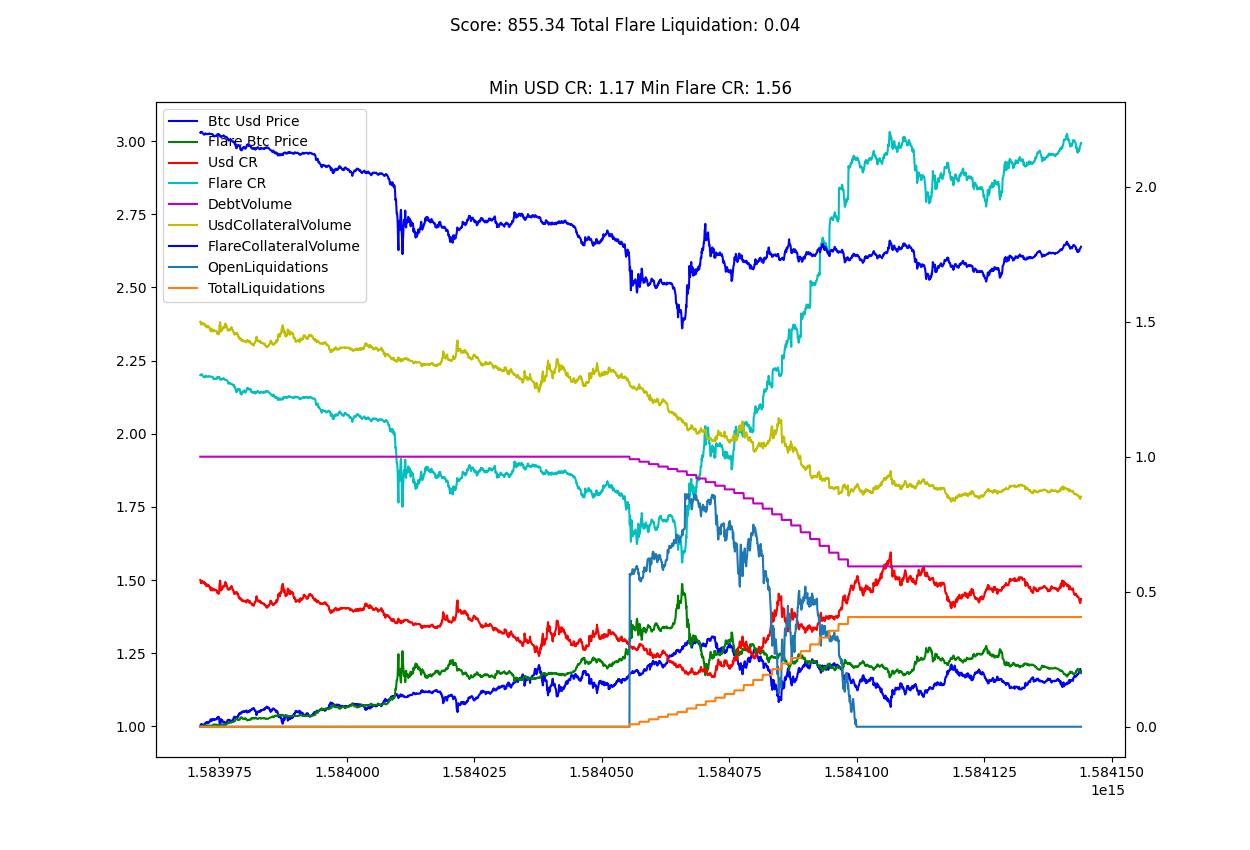 Score: 855.34 Total Flare Liquidation: 0.04
Min USD CR: 1.17 Min Flare CR: 1.56
Btc Usd Price
Flare Btc Price
Usd CR
Flare CR
DebtVolume
UsdCollateralVolume
FlareCollateralVolume
OpenLiquidations
TotalLiquidations
3.00
2.75
2.50
2.25
2.00
1.75
1.50
1.25
1.00
2.0
1.5
1.0
0.5
0.0
1.583975 1.584000 1.584025 1.584050 1.584075 1.584100 1.584125 1.584150
1e15